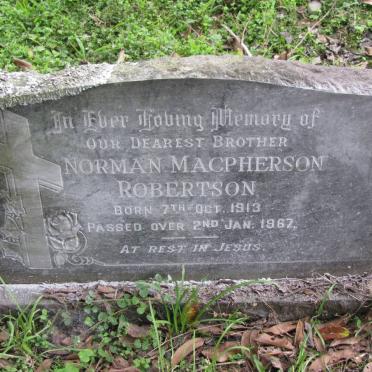 In Ever Loving Memory of
OUR DEAREST BROTHER
NORMAN MACPHERSON
ROBERTSON
BORN 7TH OCT. 1913
PASSED OVER 2ND JAN. 1967,
AT REST IN JESUS.